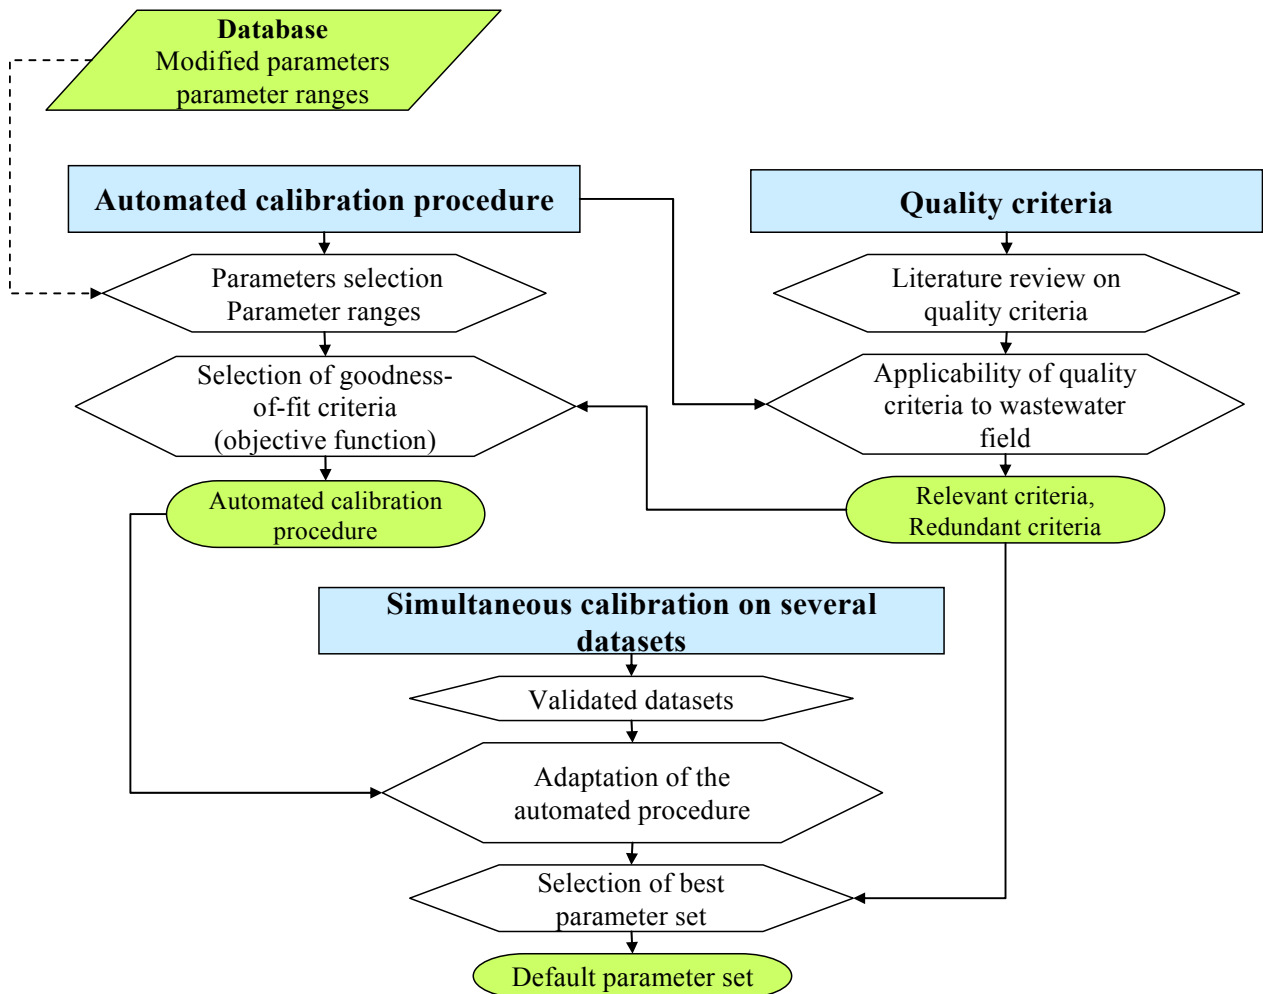 Database
Modified parameters
parameter ranges
Automated calibration procedure
Quality criteria
Parameters selection
Parameter ranges
Literature review on
quality criteria
Selection of goodness-
of-fit criteria
(objective function)
Applicability of quality
criteria to wastewater
field
Automated calibration
procedure
Relevant criteria,
Redundant criteria
Simultaneous calibration on several
datasets
Validated datasets
Adaptation of the
automated procedure
Selection of best
parameter set
Default parameter set